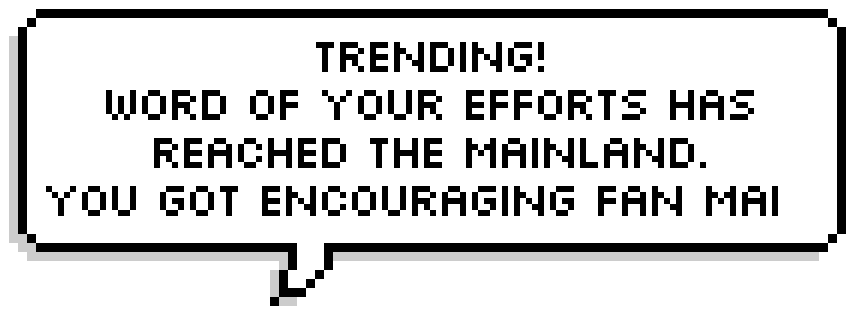 TRENDING!
WORD OF YOUR EFFORTS HAS
REACHED THE MAINLAND.
YOU GOT ENCOURAGING FAN MAI